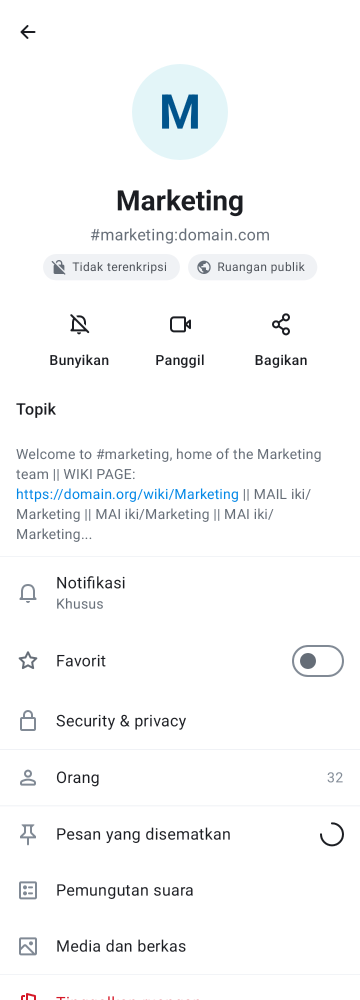 M
Marketing
#marketing:domain.com
Tidak terenkripsi
Ruangan publik
Bunyikan
Panggil
Bagikan
Topik
Welcome to #marketing, home of the Marketing
team || WIKI PAGE:
https://domain.org/wiki/Marketing || MAIL iki/
Marketing || MAI iki/Marketing || MAI iki/
Marketing...
Notifikasi
Khusus
Favorit
Security & privacy
Orang 32
Pesan yang disematkan
Pemungutan suara
Media dan berkas